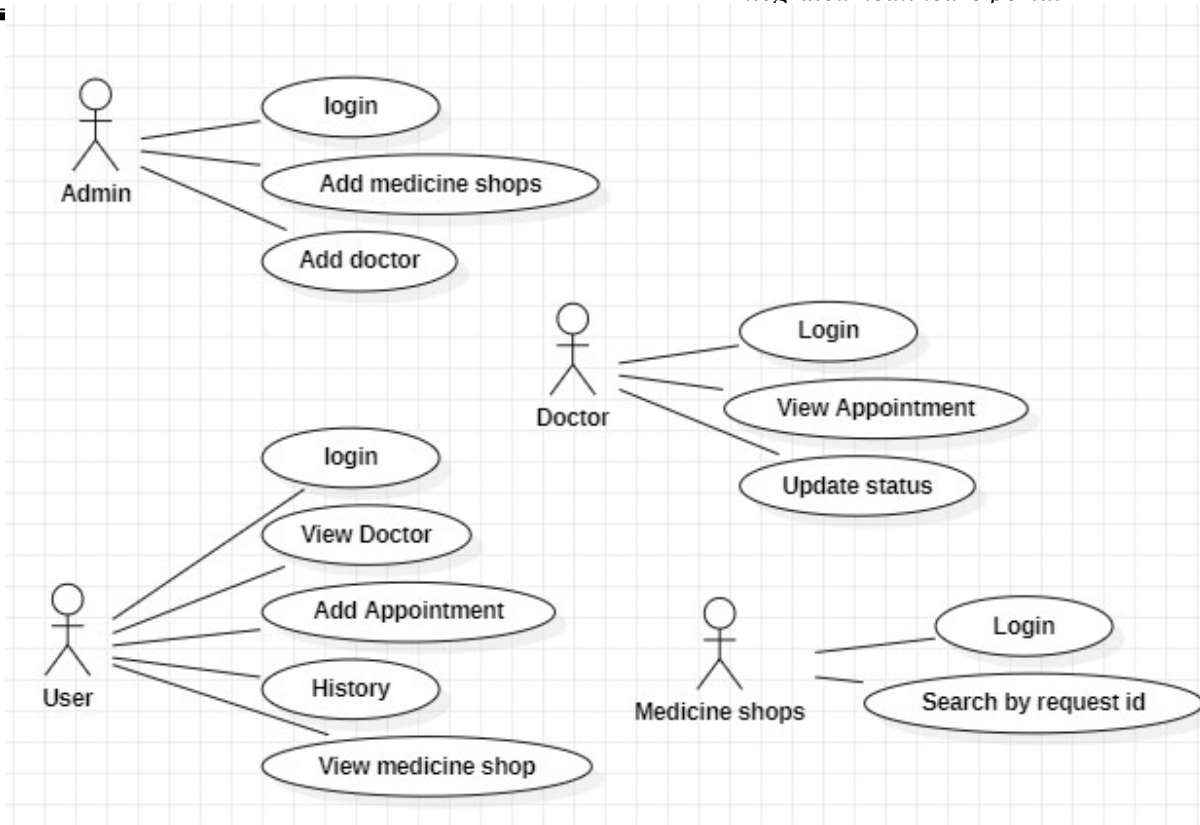 login
Add medicine shops
Admin
Add doctor
Login
View Appointment
Doctor
Update status
login
View Doctor
Add Appointment
User
History
View medicine shop
Login
Search by request id
Medicine shops